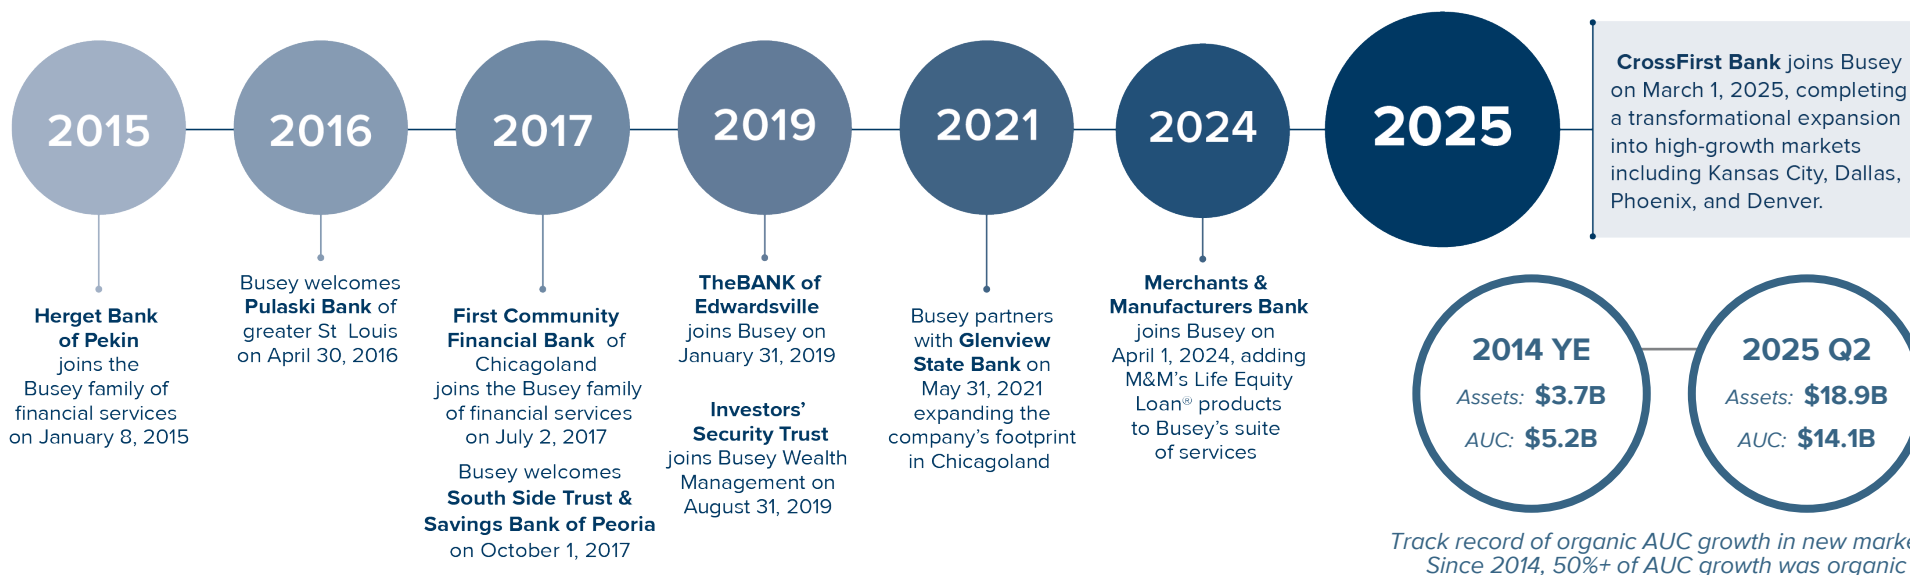 2015
Herget Bank
of Pekin
joins the
Busey family of
financial services
on January 8, 2015
2016
Busey welcomes
Pulaski Bank of
greater St Louis
on April 30, 2016
2017
First Community
Financial Bank of
Chicagoland
joins the Busey family
of financial services
on July 2, 2017
Busey welcomes
South Side Trust &
Savings Bank of Peoria
on October 1, 2017
2019
TheBANK of
Edwardsville
joins Busey on
January 31, 2019
Investors’
Security Trust
joins Busey Wealth
Management on
August 31, 2019
2021
Busey partners
with Glenview
State Bank on
May 31, 2021
expanding the
company’s footprint
in Chicagoland
2024
Merchants &
Manufacturers Bank
joins Busey on
April 1, 2024, adding
M&M’s Life Equity
Loan® products
to Busey’s suite
of services
2025
CrossFirst Bank joins Busey
on March 1, 2025, completing
a transformational expansion
into high-growth markets
including Kansas City, Dallas,
Phoenix, and Denver.
2014 YE
Assets: $3.7B
AUC: $5.2B
2025 Q2
Assets: $18.9B
AUC: $14.1B
Track record of organic AUC growth in new
Since 2014, 50%+ of AUC growth was organic